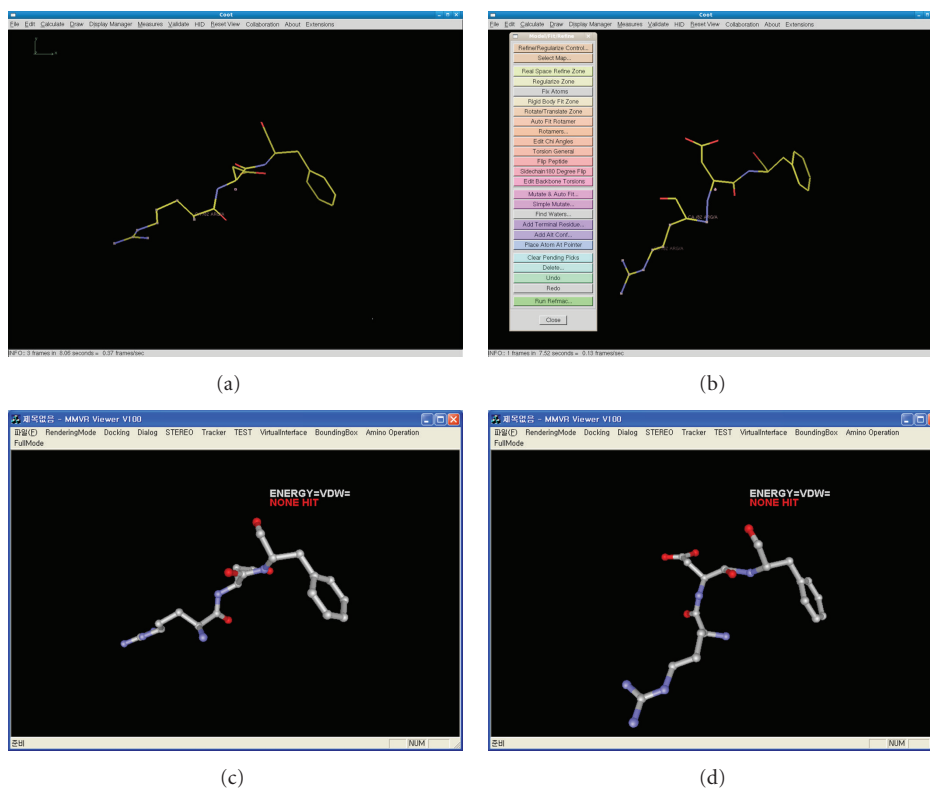 Coot
File Edit Calculate Draw Display Manager Measures Validate HID Reset View Collaboration About Extensions
INFO:: 3 frames in 8.06 seconds = 0.37 frames/sec
(a)
Coot
File Edit Calculate Draw Display Manager Measures Validate HID Reset View Collaboration About Extensions
Model/Fit/Refine
Refine/Regularize Control...
Select Map...
Real Space Refine Zone
Regularize Zone
Fix Atoms
Rigid Body Fit Zone
Rotate/Translate Zone
Auto Fit Rotamer
Rotamers...
Edit Chi Angles
Torsion General
Flip Peptide
Sidechain180 Degree Flip
Edit Backbone Torsions
Mutate & Auto Fit...
Simple Mutate...
Find Waters...
Add Terminal Residue...
Add Alt Conf...
Place Atom At Pointer
Clear Pending Picks
Delete...
Undo
Redo
Run Refmac...
Close
INFO:: 1 frames in 7.52 seconds = 0.13 frames/sec
(b)
제목없음 - MMVR Viewer V100
파일(F) RenderingMode Docking Dialog STEREO Tracker TEST VirtualInterface BoundingBox Amino Operation
FullMode
ENERGY=VDW=
NONE HIT
준비 NUM
(c)
제목없음 - MMVR Viewer V100
파일(F) RenderingMode Docking Dialog STEREO Tracker TEST VirtualInterface BoundingBox Amino Operation
FullMode
ENERGY=VDW=
NONE HIT
준비 NUM
(d)